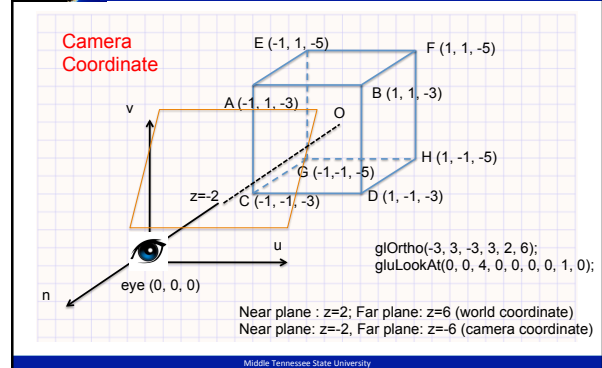 Camera
Coordinate
E (-1, 1, -5)
F (1, 1, -5)
v
A (-1, 1, -3)
B (1, 1, -3)
O
G (-1,-1, -5)
H (1, -1, -5)
z=-2
C (-1, -1, -3)
D (1, -1, -3)
u
eye (0, 0, 0)
n
glOrtho(-3, 3, -3, 3, 2, 6);
gluLookAt(0, 0, 4, 0, 0, 0, 0, 1, 0);
Near plane : z=2; Far plane: z=6 (world coordinate)
Near plane: z=-2, Far plane: z=-6 (camera coordinate)
Middle Tennessee State University